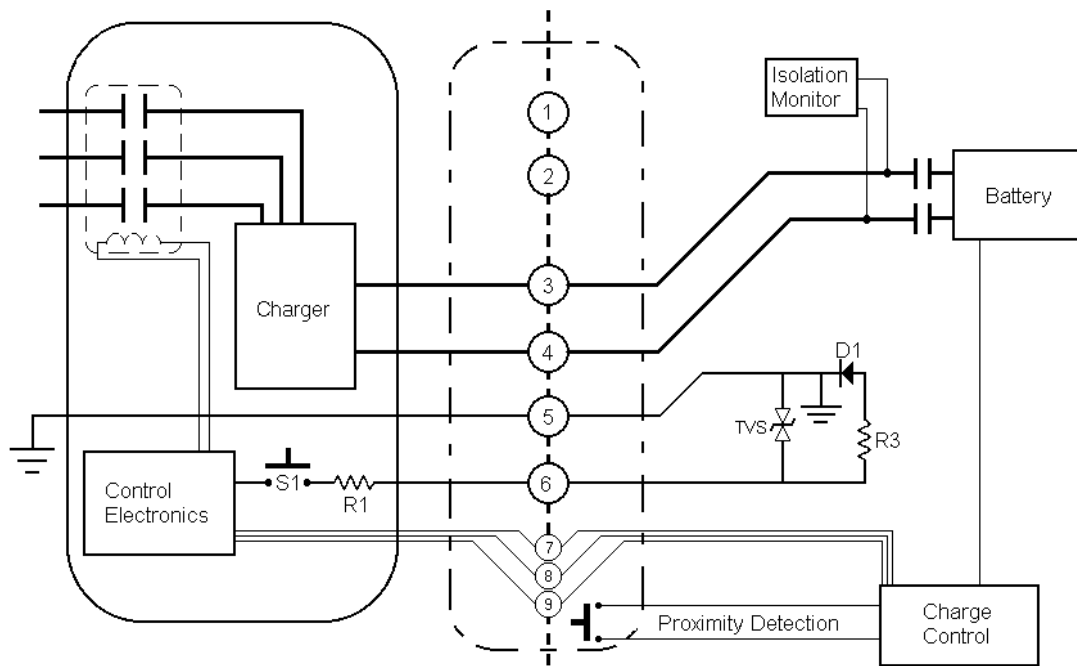 1
2
3
4
5
6
7
8
9
Isolation
Monitor
Battery
Charger
D1
TVS
R3
Control
Electronics
S1
R1
Proximity Detection
Charge
Control